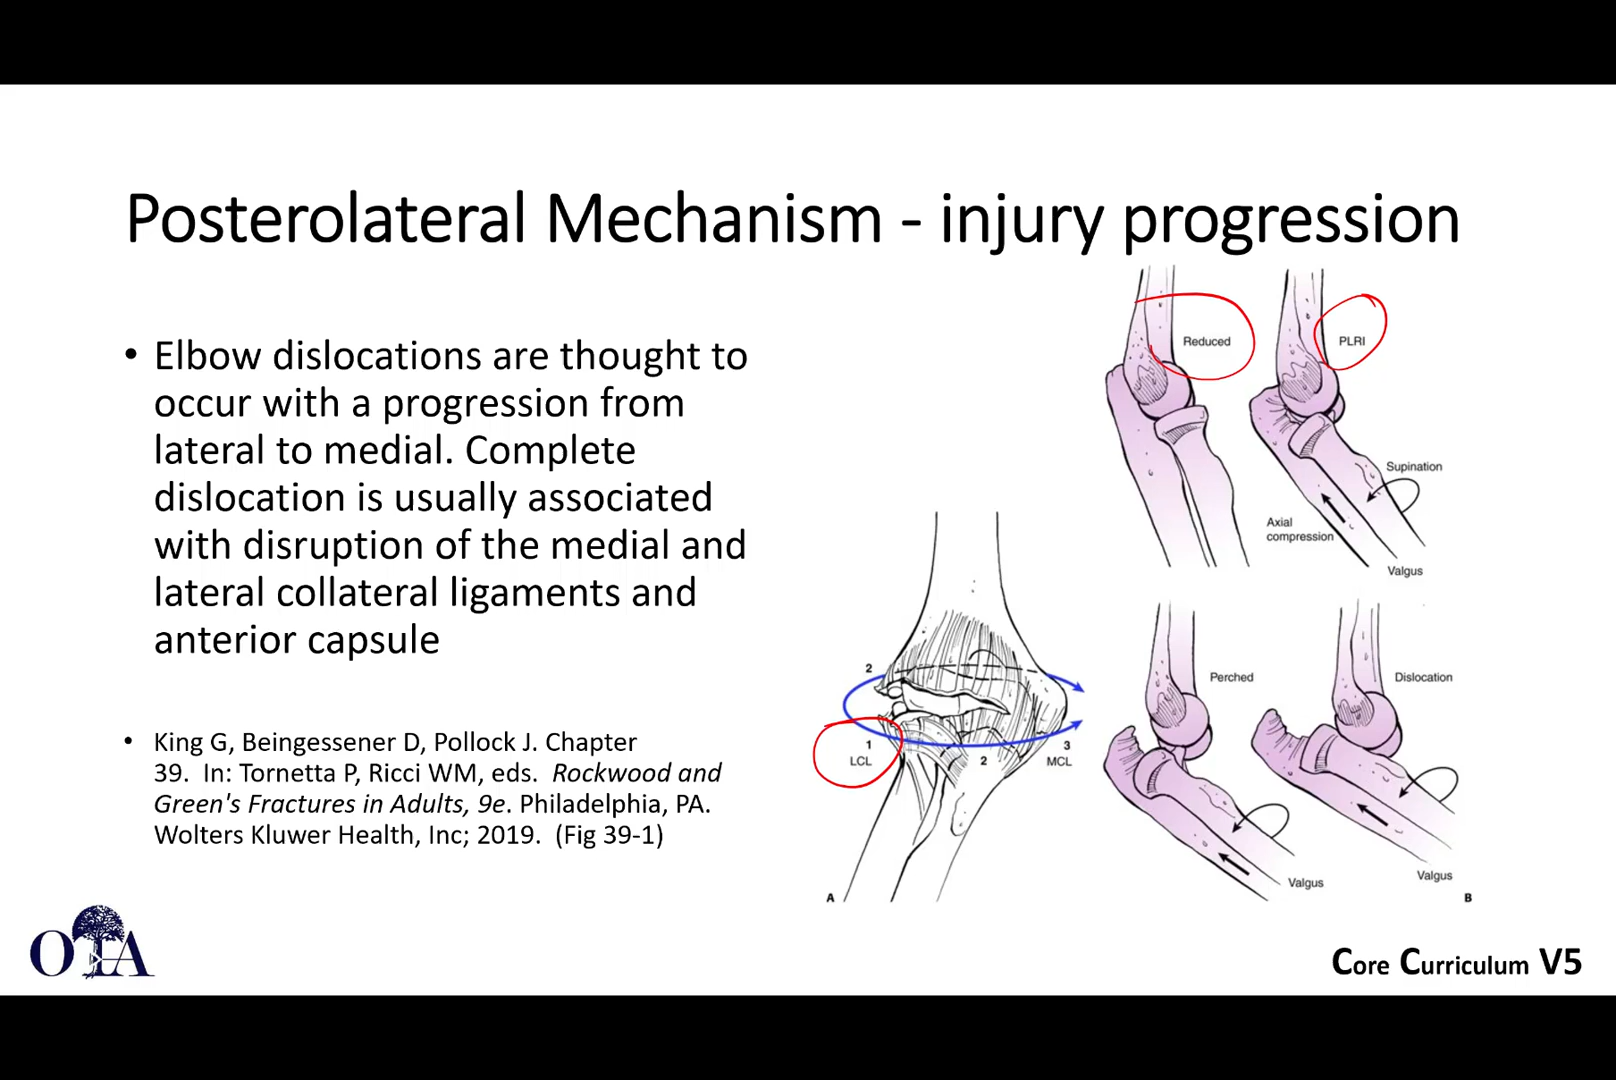 Posterolateral Mechanism - injury progression
• Elbow dislocations are thought to
occur with a progression from
lateral to medial. Complete
dislocation is usually associated
with disruption of the medial and
lateral collateral ligaments and
anterior capsule
• King G, Beingessener D, Pollock J. Chapter
39. In: Tornetta P, Ricci WM, eds. Rockwood and
Green's Fractures in Adults, 9e. Philadelphia, PA.
Wolters Kluwer Health, Inc; 2019. (Fig 39-1)
2
1
LCL
2
3
MCL
A
Reduced
PLRI
Supination
Axial
compression
Valgus
Perched
Dislocation
Valgus
Valgus
B
OTA
Core Curriculum V5